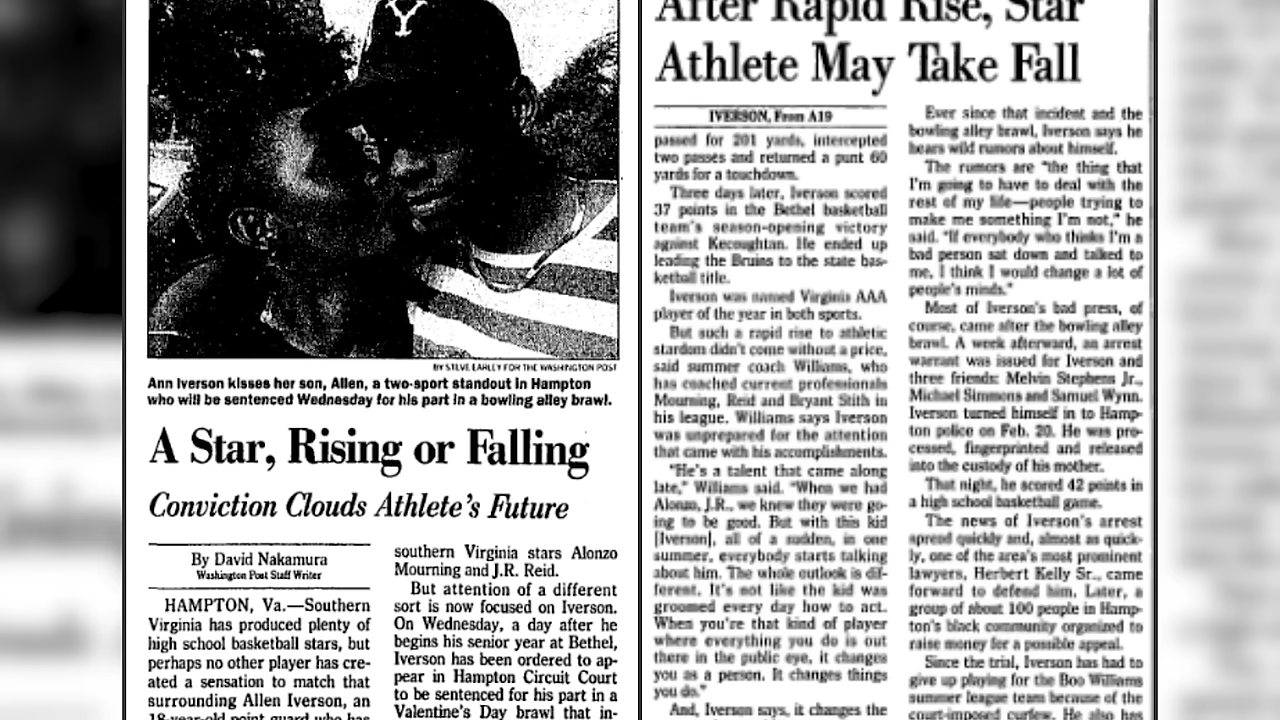 Y
BY STEVE EARLEY FOR THE WASHINGTON POST
Ann Iverson kisses her son, Allen, a two-sport standout in Hampton
who will be sentenced Wednesday for his part in a bowling alley brawl.
A Star, Rising or Falling
Conviction Clouds Athlete's Future
By David Nakamura
Washington Post Staff Writer
HAMPTON, Va.—Southern
Virginia has produced plenty of
high school basketball stars, but
perhaps no other player has cre-
ated a sensation to match that
surrounding Allen Iverson, an
18-year-old point guard who has
southern Virginia stars Alonzo
Mourning and J.R. Reid.
But attention of a different
sort is now focused on Iverson.
On Wednesday, a day after he
begins his senior year at Bethel,
Iverson has been ordered to ap-
pear in Hampton Circuit Court
to be sentenced for his part in a
Valentine's Day brawl that in-
After Rapid Rise, Star
Athlete May Take Fall
IVERSON, From A19
passed for 201 yards, intercepted
two passes and returned a punt 60
yards for a touchdown.
Three days later, Iverson scored
37 points in the Bethel basketball
team's season-opening victory
against Kecoughtan. He ended up
leading the Bruins to the state bas-
ketball title.
Iverson was named Virginia AAA
player of the year in both sports.
But such a rapid rise to athletic
stardom didn't come without a price,
said summer coach Williams, who
has coached current professionals
Mourning, Reid and Bryant Stith in
his league. Williams says Iverson
was unprepared for the attention
that came with his accomplishments.
"He's a talent that came along
late," Williams said. "When we had
Alonzo, J.R., we knew they were go-
ing to be good. But with this kid
[Iverson], all of a sudden, in one
summer, everybody starts talking
about him. The whole outlook is dif-
ferent. It's not like the kid was
groomed every day how to act.
When you're that kind of player
where everything you do is out
there in the public eye, it changes
you as a person. It changes things
you do."
And, Iverson says, it changes the
Ever since that incident and the
bowling alley brawl, Iverson says he
hears wild rumors about himself.
The rumors are "the thing that
I'm going to have to deal with the
rest of my life—people trying to
make me something I'm not," he
said. "If everybody who thinks I'm a
bad person sat down and talked to
me, I think I would change a lot of
people's minds."
Most of Iverson's bad press, of
course, came after the bowling alley
brawl. A week afterward, an arrest
warrant was issued for Iverson and
three friends: Melvin Stephens Jr.,
Michael Simmons and Samuel Wynn.
Iverson turned himself in to Hamp-
ton police on Feb. 20. He was pro-
cessed, fingerprinted and released
into the custody of his mother.
That night, he scored 42 points in
a high school basketball game.
The news of Iverson's arrest
spread quickly and, almost as quick-
ly, one of the area's most prominent
lawyers, Herbert Kelly Sr., came
forward to defend him. Later, a
group of about 100 people in Hamp-
ton's black community organized to
raise money for a possible appeal.
Since the trial, Iverson has had to
give up playing for the Boo Williams
summer league team because of the
court-imposed curfew. He also has